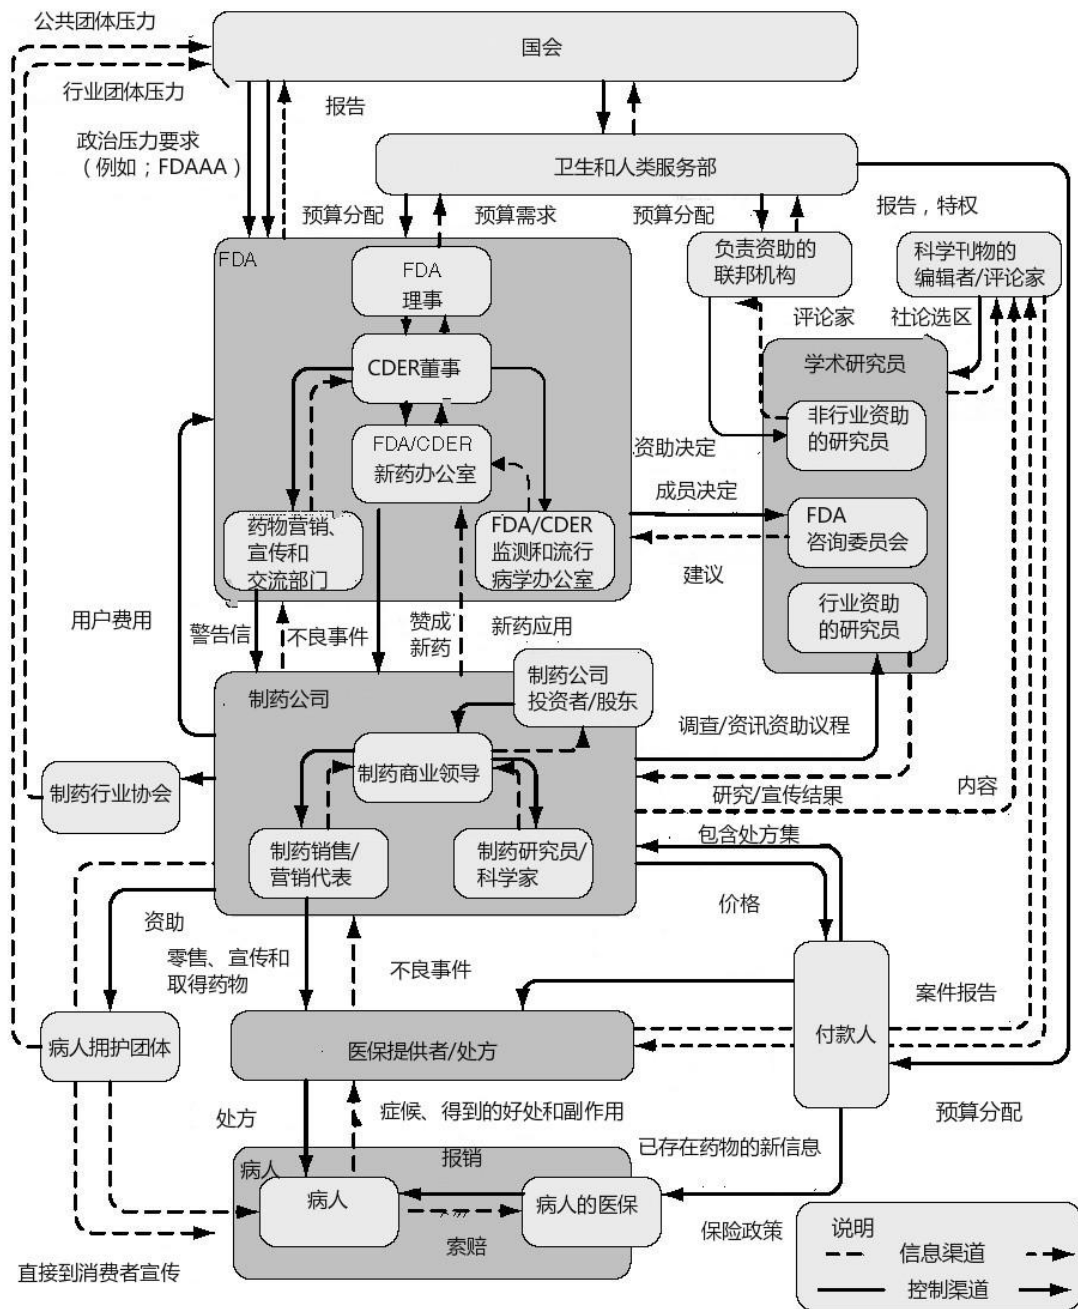 公共团体压力
国会
行业团体压力
报告
政治压力要求
（例如；FDAAA）
卫生和人类服务部
预算分配
预算需求
预算分配
报告，特权
FDA
FDA
理事
负责资助的
联邦机构
科学刊物的
编辑者/评论家
评论家
社论选区
CDER董事
学术研究员
非行业资助
的研究员
FDA/CDER
新药办公室
资助决定
成员决定
药物营销、
宣传和
交流部门
FDA/CDER
监测和流行
病学办公室
FDA
咨询委员会
建议
行业资助
的研究员
用户费用
警告信
不良事件
赞成
新药
新药应用
制药公司
制药公司
投资者/股东
调查/资讯资助议程
制药商业领导
制药行业协会
研究/宣传结果
内容
包含处方集
制药销售/
营销代表
制药研究员/
科学家
价格
资助
零售、宣传和
取得药物
不良事件
案件报告
病人拥护团体
医保提供者/处方
付款人
处方
症候、得到的好处和副作用
预算分配
报销
已存在药物的新信息
病人
病人
病人的医保
索赔
保险政策
直接到消费者宣传
说明
信息渠道
控制渠道